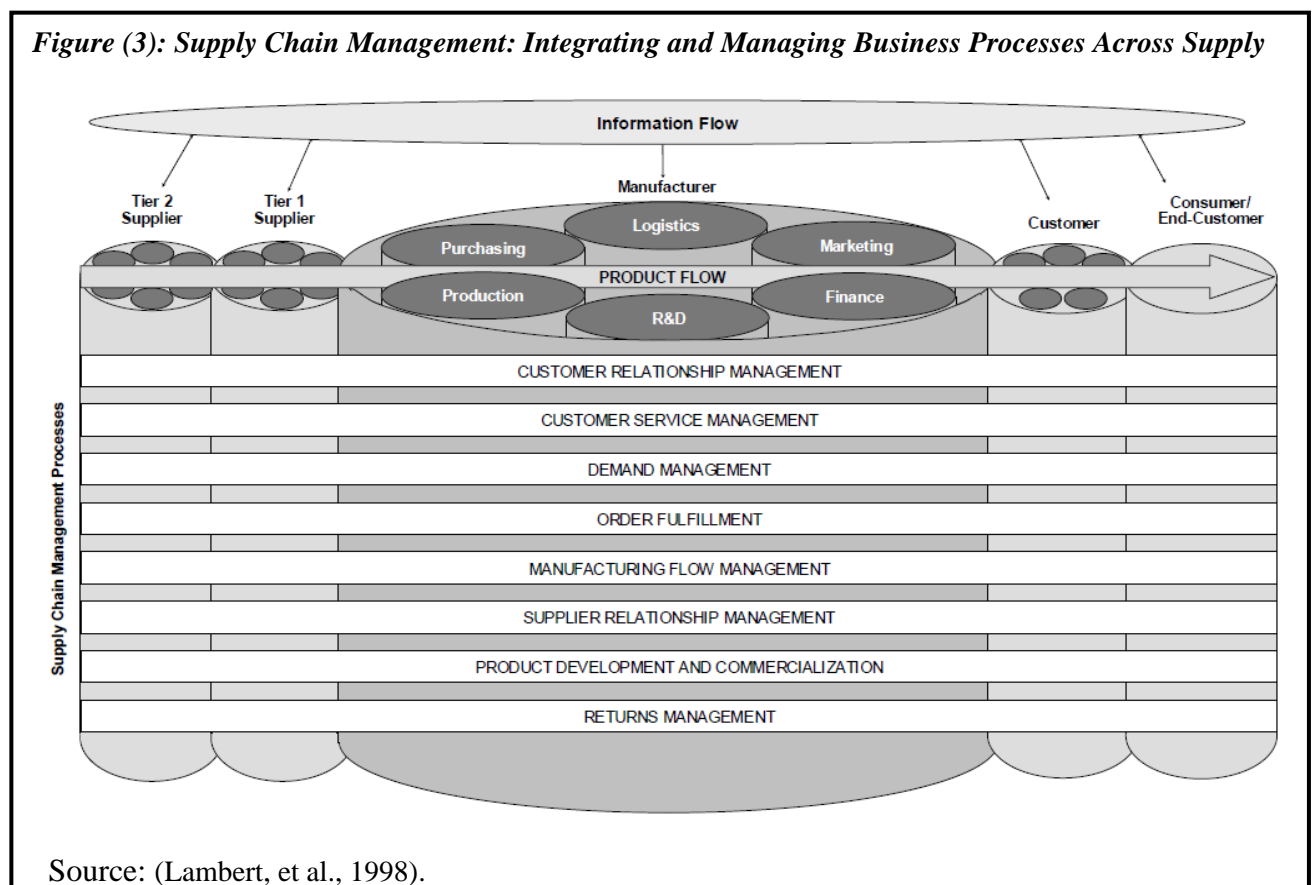 Figure (3): Supply Chain Management: Integrating and Managing Business Processes Across Supply
Information Flow
Tier 2
Supplier
Tier 1
Supplier
Manufacturer
Customer
Consumer/
End-Customer
Logistics
Purchasing
Marketing
PRODUCT FLOW
Production
Finance
R&D
Supply Chain Management Processes
CUSTOMER RELATIONSHIP MANAGEMENT
CUSTOMER SERVICE MANAGEMENT
DEMAND MANAGEMENT
ORDER FULFILLMENT
MANUFACTURING FLOW MANAGEMENT
SUPPLIER RELATIONSHIP MANAGEMENT
PRODUCT DEVELOPMENT AND COMMERCIALIZATION
RETURNS MANAGEMENT
Source: (Lambert, et al., 1998).